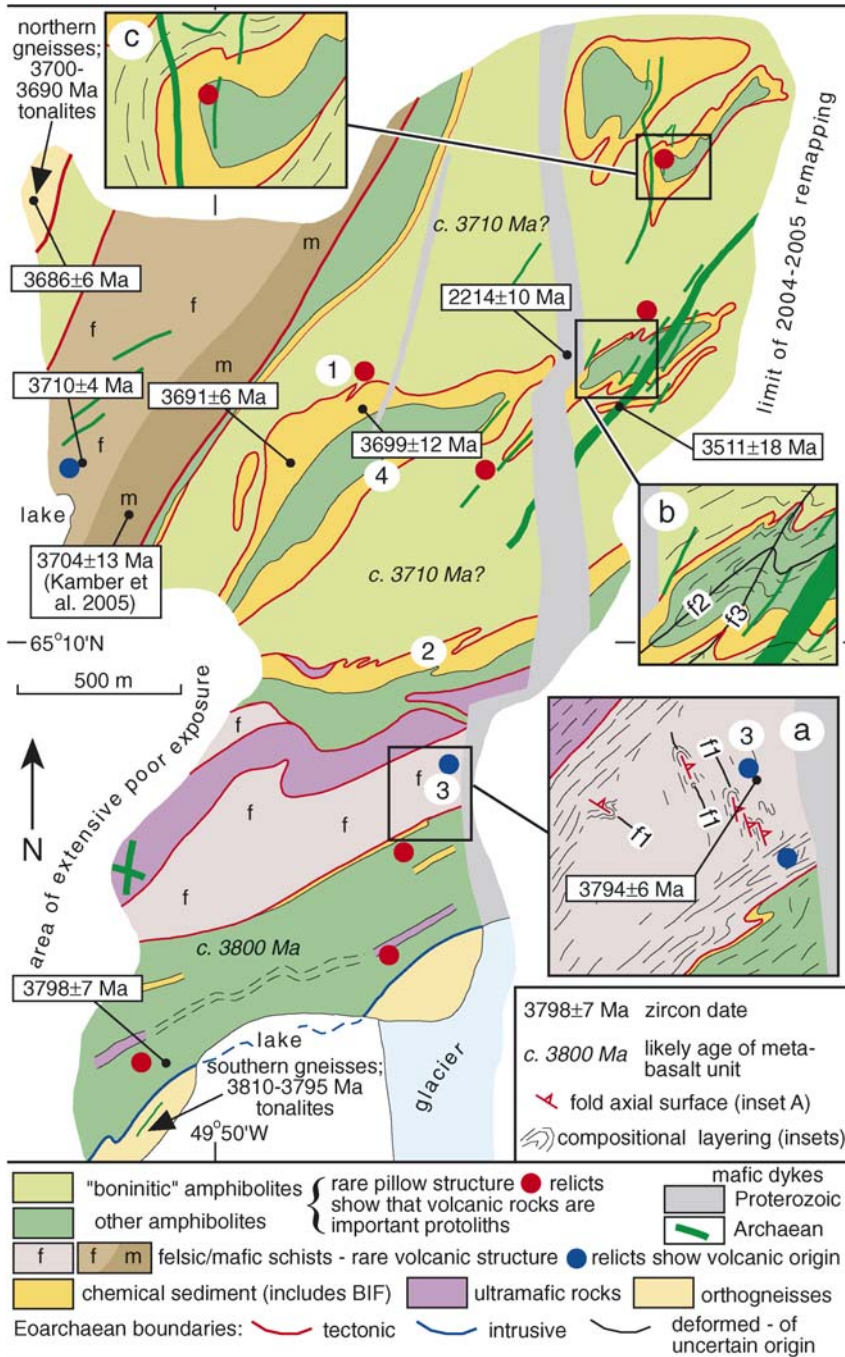 northern
gneisses;
3700-
3690 Ma
tonalites
c
c. 3710 Ma?
limit of 2004-2005 remapping
m
3686±6 Ma
f
f
2214±10 Ma
m
3710±4 Ma
3691±6 Ma
1
f
3699±12 Ma
3511±18 Ma
4
lake
m
b
3704±13 Ma
(Kamber et
al. 2005)
c. 3710 Ma?
f2
f3
65°10'N
500 m
2
area of extensive poor exposure
N
f
f
3
f
f
f
a
3
f1
f1
f1
3794±6 Ma
c. 3800 Ma
3798±7 Ma
lake
southern gneisses;
3810-3795 Ma
tonalites
glacier
49°50'W
3798±7 Ma zircon date
c. 3800 Ma likely age of meta-
basalt unit
fold axial surface (inset A)
compositional layering (insets)
"boninitic" amphibolites
other amphibolites
rare pillow structure relicts
show that volcanic rocks are
important protoliths
mafic dykes
Proterozoic
Archaean
f f m felsic/mafic schists - rare volcanic structure relicts show volcanic origin
chemical sediment (includes BIF) ultramafic rocks orthogneisses
Eoarchaean boundaries: tectonic intrusive deformed - of
uncertain origin